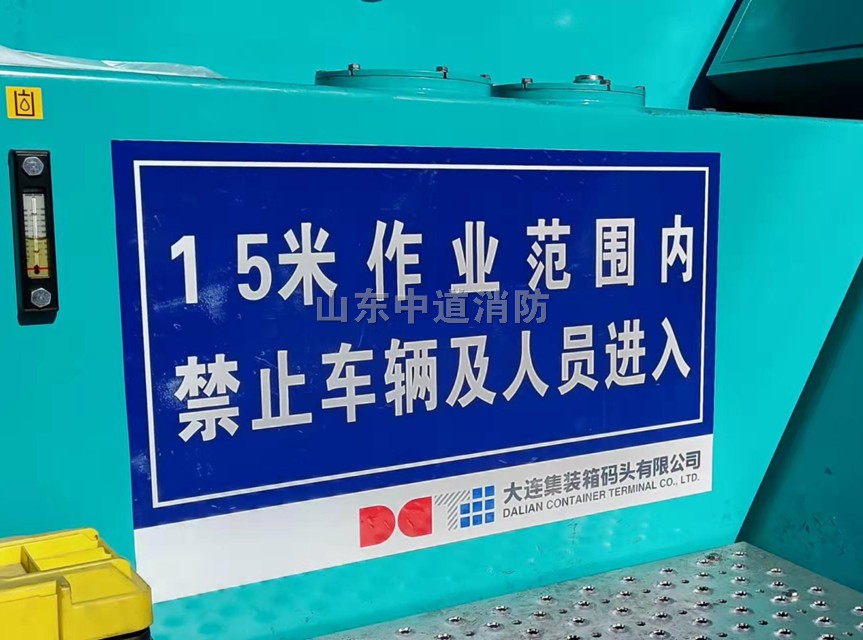 15米作业范围内
山东中道消防
禁止车辆及人员进入
大连集装箱码头有限公司
DALIAN CONTAINER TERMINAL CO., LTD.